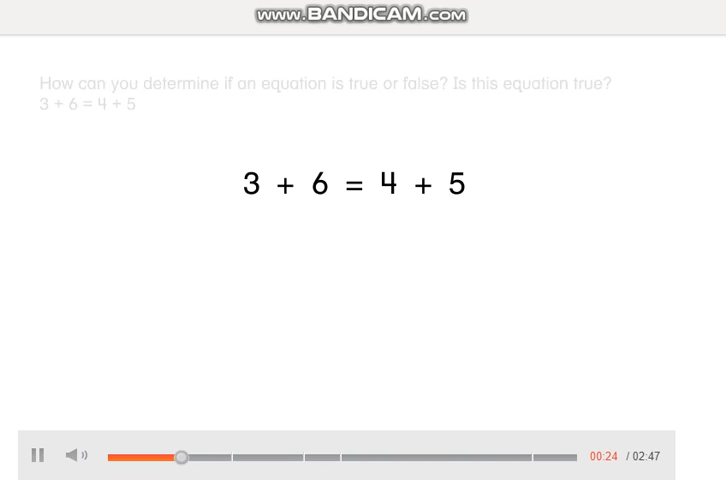 www.BANDICAM.com
How can you determine if an equation is true or false? Is this equation true?
3 + 6 = 4 + 5
3 + 6 = 4 + 5
00:24 / 02:47